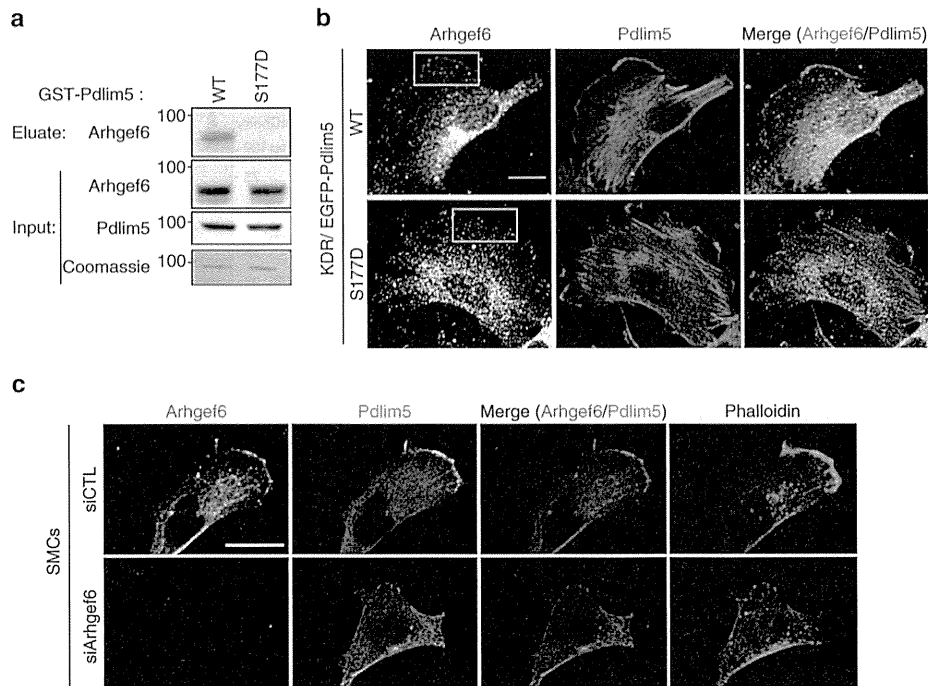 a
GST-Pdlim5 :
WT
S177D
Eluate:
Arhgef6
100
Input:
Arhgef6
100
Pdlim5
100
Coomassie
100
b
Arhgef6
Pdlim5
Merge (Arhgef6/Pdlim5)
KDR/ EGFP-Pdlim5
WT
S177D
c
Arhgef6
Pdlim5
Merge (Arhgef6/Pdlim5)
Phalloidin
SMCs
siCTL
siArhgef6